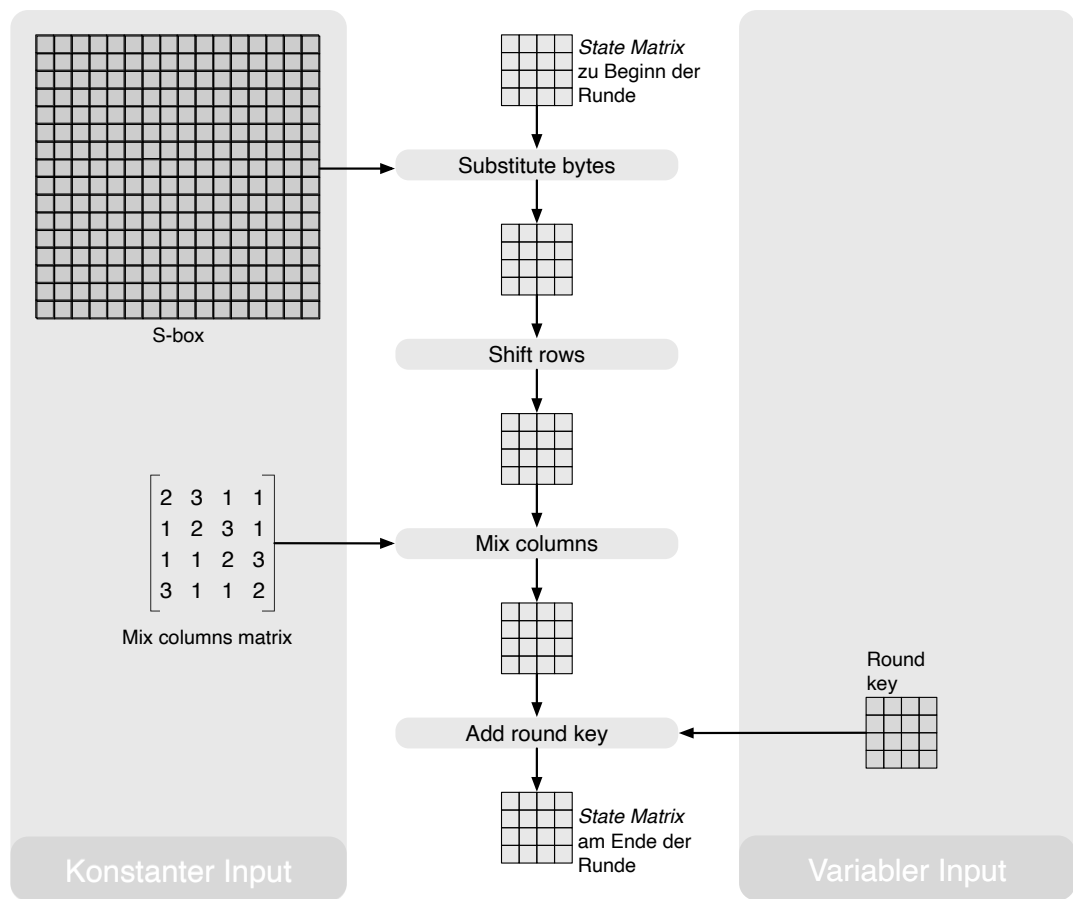 State Matrix
zu Beginn der
Runde
Substitute bytes
S-box
Shift rows
2 3 1 1
1 2 3 1
1 1 2 3
3 1 1 2
Mix columns
Mix columns matrix
Round
key
Add round key
State Matrix
am Ende der
Runde
Konstanter Input
Variabler Input